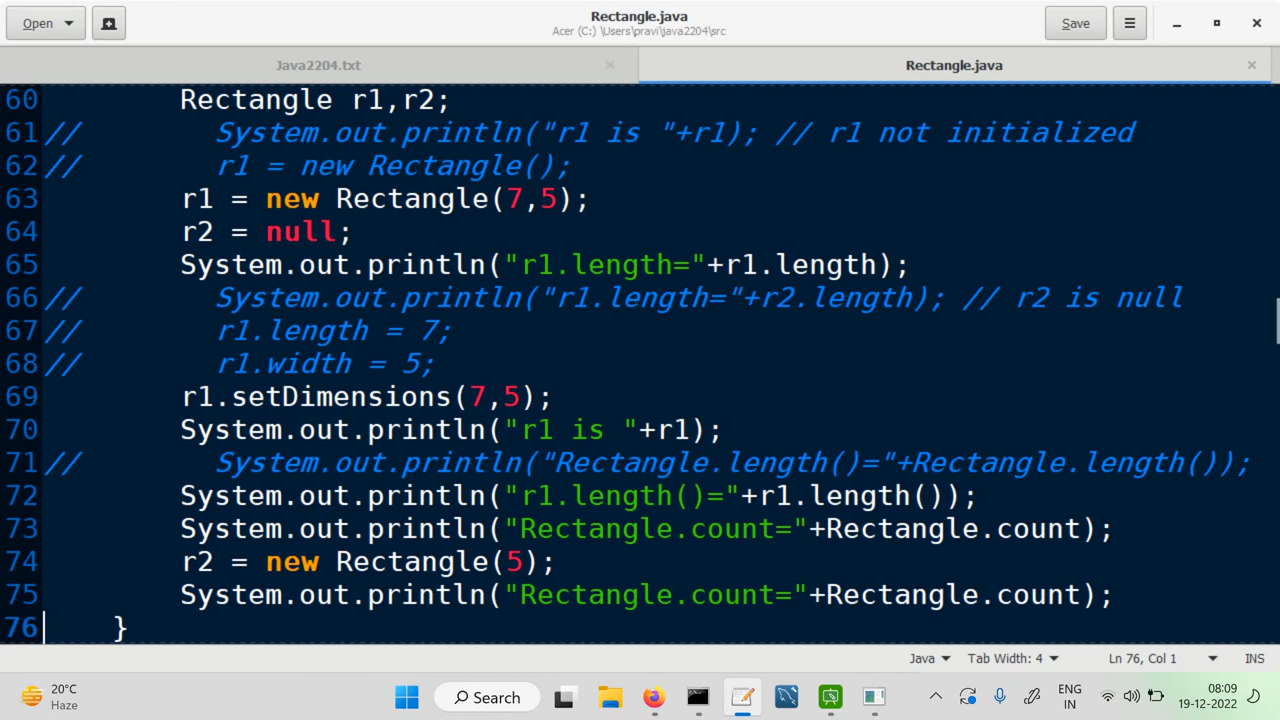 Open
Rectangle.java
Acer (C:) \Users\pravi\java2204\src
Save
Java2204.txt
Rectangle.java
60 Rectangle r1,r2;
61 // System.out.println("r1 is "+r1); // r1 not initialized
62 // r1 = new Rectangle();
63 r1 = new Rectangle(7,5);
64 r2 = null;
65 System.out.println("r1.length="+r1.length);
66 // System.out.println("r1.length="+r2.length); // r2 is null
67 // r1.length = 7;
68 // r1.width = 5;
69 r1.setDimensions(7,5);
70 System.out.println("r1 is "+r1);
71 // System.out.println("Rectangle.length()="+Rectangle.length());
72 System.out.println("r1.length()="+r1.length());
73 System.out.println("Rectangle.count="+Rectangle.count);
74 r2 = new Rectangle(5);
75 System.out.println("Rectangle.count="+Rectangle.count);
76 }
Java Tab Width: 4 Ln 76, Col 1 INS
20°C
Haze
Search
ENG
IN
08:09
19-12-2022